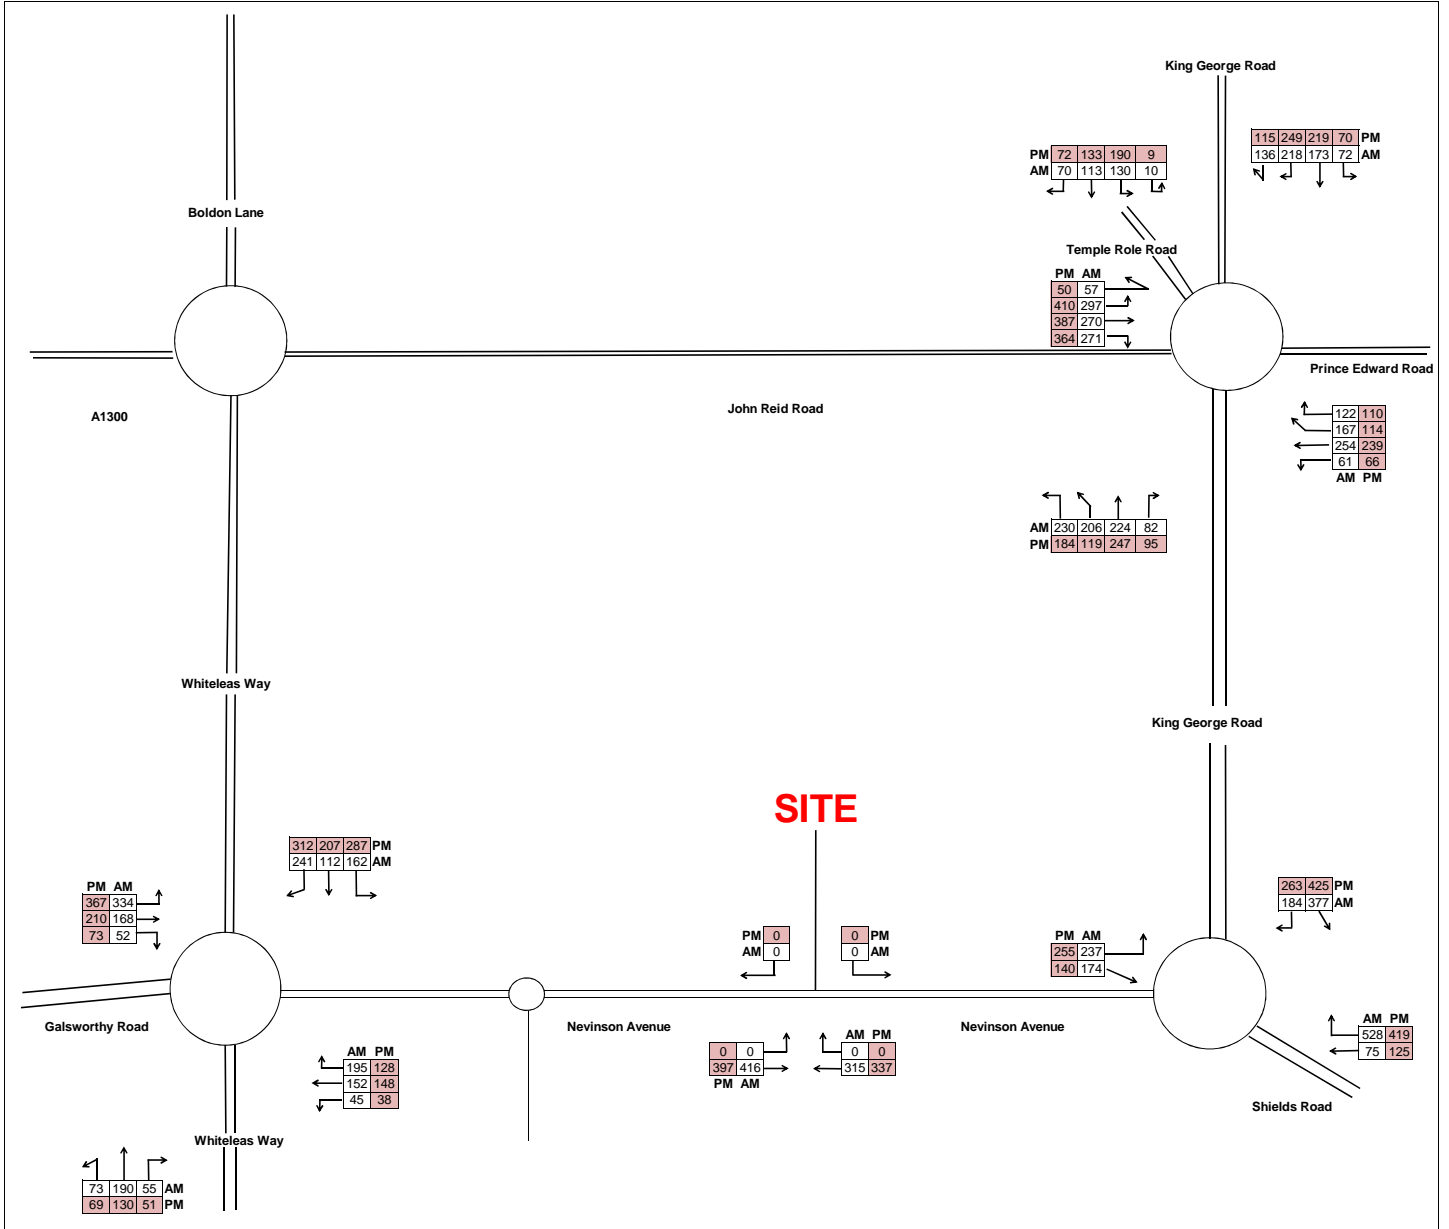 King George Road
115 249 219 70 PM
136 218 173 72 AM
PM 72 133 190 9
AM 70 113 130 10
Boldon Lane
Temple Role Road
PM AM
50 57
410 297
387 270
364 271
Prince Edward Road
A1300
John Reid Road
122 110
167 114
254 239
61 66
AM PM
AM 230 206 224 82
PM 184 119 247 95
Whiteleas Way
King George Road
SITE
312 207 287 PM
241 112 162 AM
PM AM
367 334
210 168
73 52
263 425 PM
184 377 AM
PM 0
AM 0
0 PM
0 AM
PM AM
255 237
140 174
Galsworthy Road
Nevinson Avenue
Nevinson Avenue
AM PM
528 419
75 125
AM PM
195 128
152 148
45 38
0 0
397 416
PM AM
AM PM
0 0
315 337
Shields Road
Whiteleas Way
73 190 55 AM
69 130 51 PM